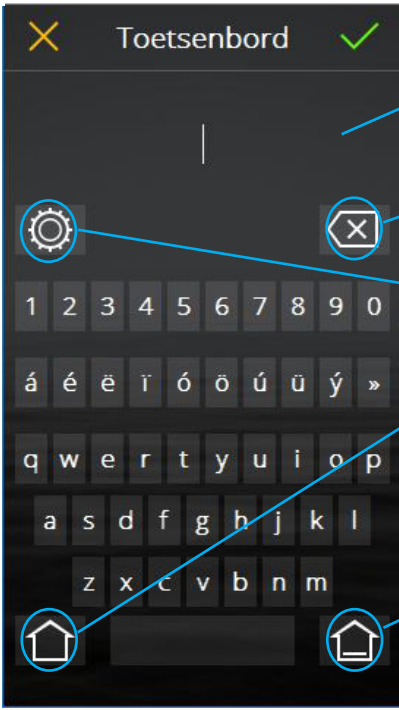 Toetsenbord
1 2 3 4 5 6 7 8 9 0
á é ë ï ó ö ú ü ý »
q w e r t y u i o p
a s d f g h j k l
z x c v b n m